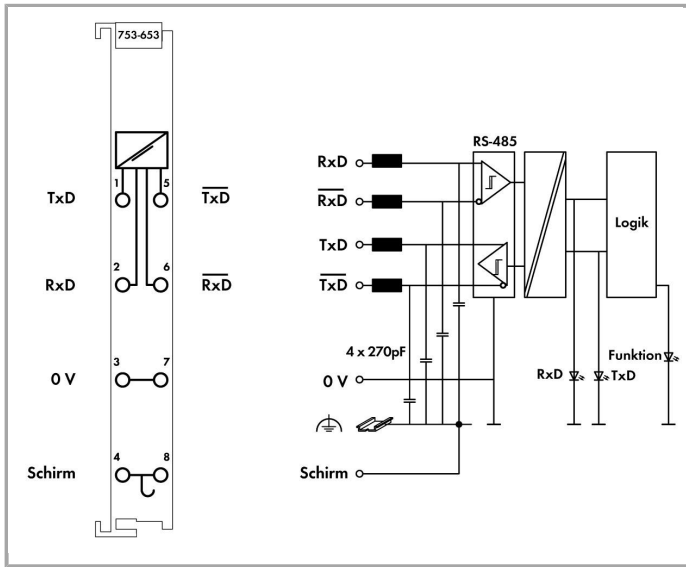 753-653
1 5
TxD T̅x̅D̅
2 6
RxD R̅x̅D̅
3 7
0 V
4 8
Schirm
RS-485
RxD
R̅x̅D̅
TxD
T̅x̅D̅
Logik
4 x 270pF
0 V
Funktion
RxD TxD
Schirm